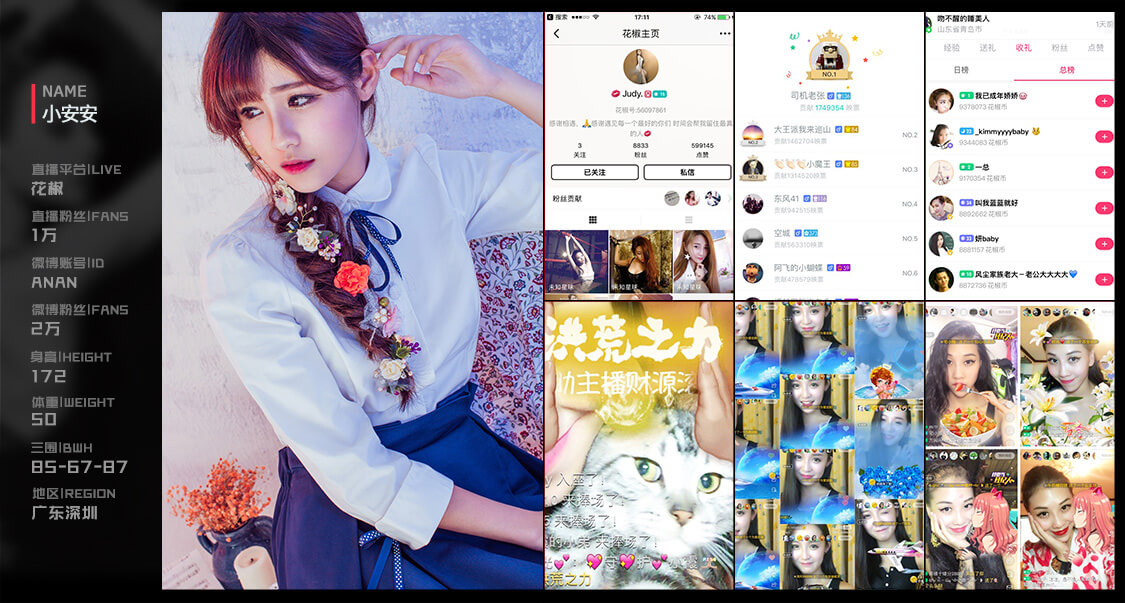 NAME
小安安
直播平台|LIVE
花椒
直播粉丝|FANS
1万
微博账号|ID
ANAN
微博粉丝|FANS
2万
身高|HEIGHT
172
体重|WEIGHT
50
三围|BWH
85-67-87
地区|REGION
广东深圳
搜索
17:11
74%
花椒主页
Judy.
花椒号:56097861
感谢相遇、🙏感谢遇见每一个最好的你们 时间会帮我留住最真
的人💋
3
8833
599145
关注
粉丝
点赞
已关注
私信
粉丝贡献
未知星球
未知星球
未知星球
NO.1
司机老张
贡献 1749354 映票
大王派我来巡山
贡献1462704映票
NO.2
👏👏👏小魔王
贡献1314520映票
NO.3
东风41
贡献942515映票
NO.4
空城
贡献563310映票
NO.5
阿飞的小蝴蝶
贡献478579映票
NO.6
吻不醒的睡美人
山东省青岛市
1天前
经验
送礼
收礼
粉丝
点赞
日榜
总榜
我已成年娇娇
9378073 花椒币
_kimmyyyybaby
9344083 花椒币
一总
9170354 花椒币
叫我蓝蓝就好
8892662 花椒币
妍baby
8881157 花椒币
风尘家族老大－老公大大大大💙
8872736 花椒币
洪荒之力
助主播财源
入座了！
来捧场了！
来捧场了！
的小弟 来捧场了！
守💖护
洪荒之力